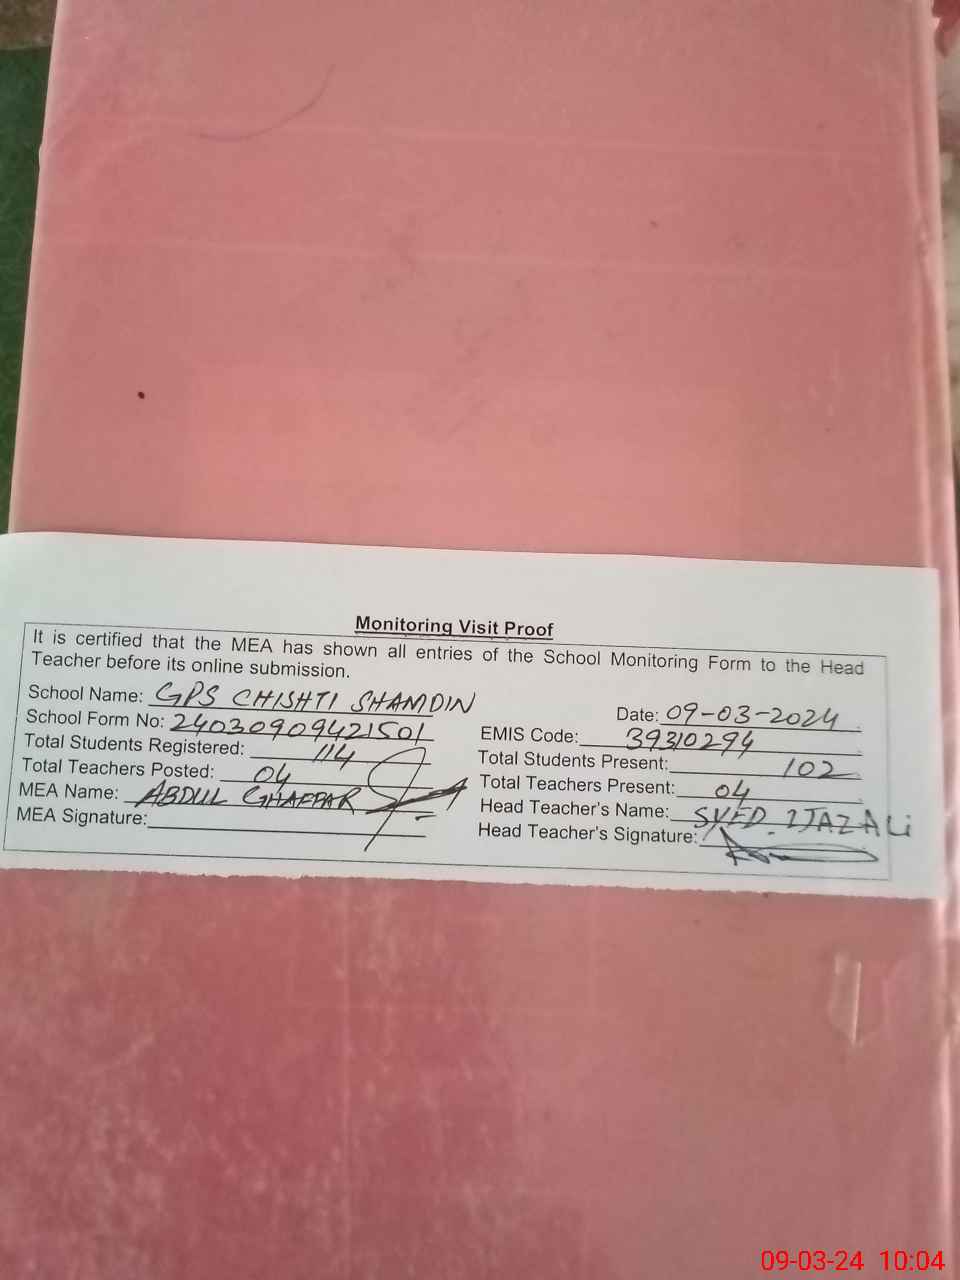 Monitoring Visit Proof
It is certified that the MEA has shown all entries of the School Monitoring Form to the Head
Teacher before its online submission.
School Name: GPS CHISHTI SHAMDIN
Date: 09-03-2024
School Form No: 24030909421501
EMIS Code: 39310294
Total Students Registered: 114
Total Students Present: 102
Total Teachers Posted: 04
Total Teachers Present: 04
MEA Name: ABDUL GHAFFAR
Head Teacher's Name: SYED. IJAZ ALi
MEA Signature:
Head Teacher's Signature:
09-03-24 10:04